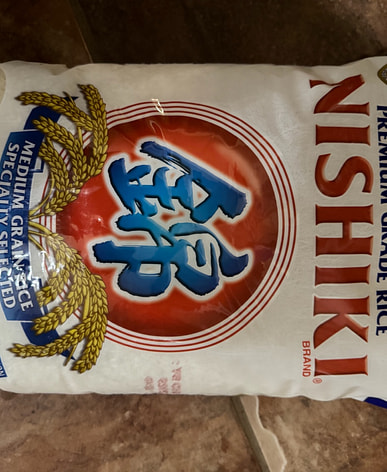 PREMIUM GRADE RICE
NISHIKI®
BRAND
錦
MEDIUM GRAIN RICE
SPECIALLY SELECTED